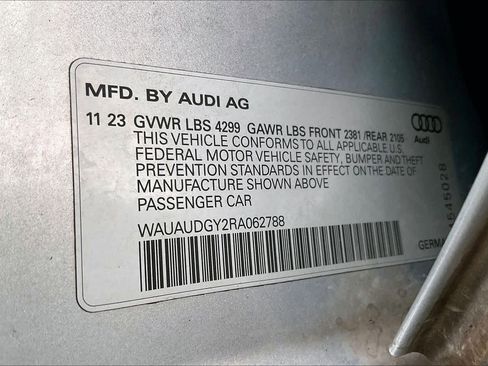 MFD. BY AUDI AG
11 23 GVWR LBS 4299 GAWR LBS FRONT 2381 /REAR 2105
Audi
THIS VEHICLE CONFORMS TO ALL APPLICABLE U.S.
FEDERAL MOTOR VEHICLE SAFETY, BUMPER AND THEFT
PREVENTION STANDARDS IN EFFECT ON THE DATE OF
MANUFACTURE SHOWN ABOVE
PASSENGER CAR
WAUAUDGY2RA062788